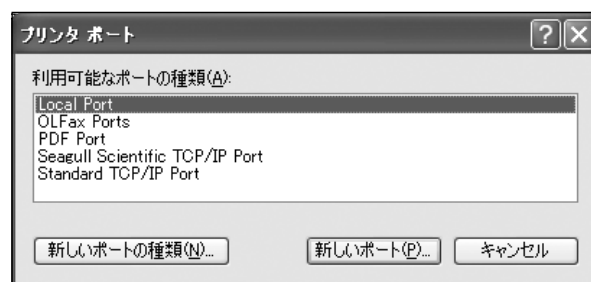 プリンタ ポート
利用可能なポートの種類(A):
Local Port
OLFax Ports
PDF Port
Seagull Scientific TCP/IP Port
Standard TCP/IP Port
新しいポートの種類(N)... 新しいポート(P)... キャンセル